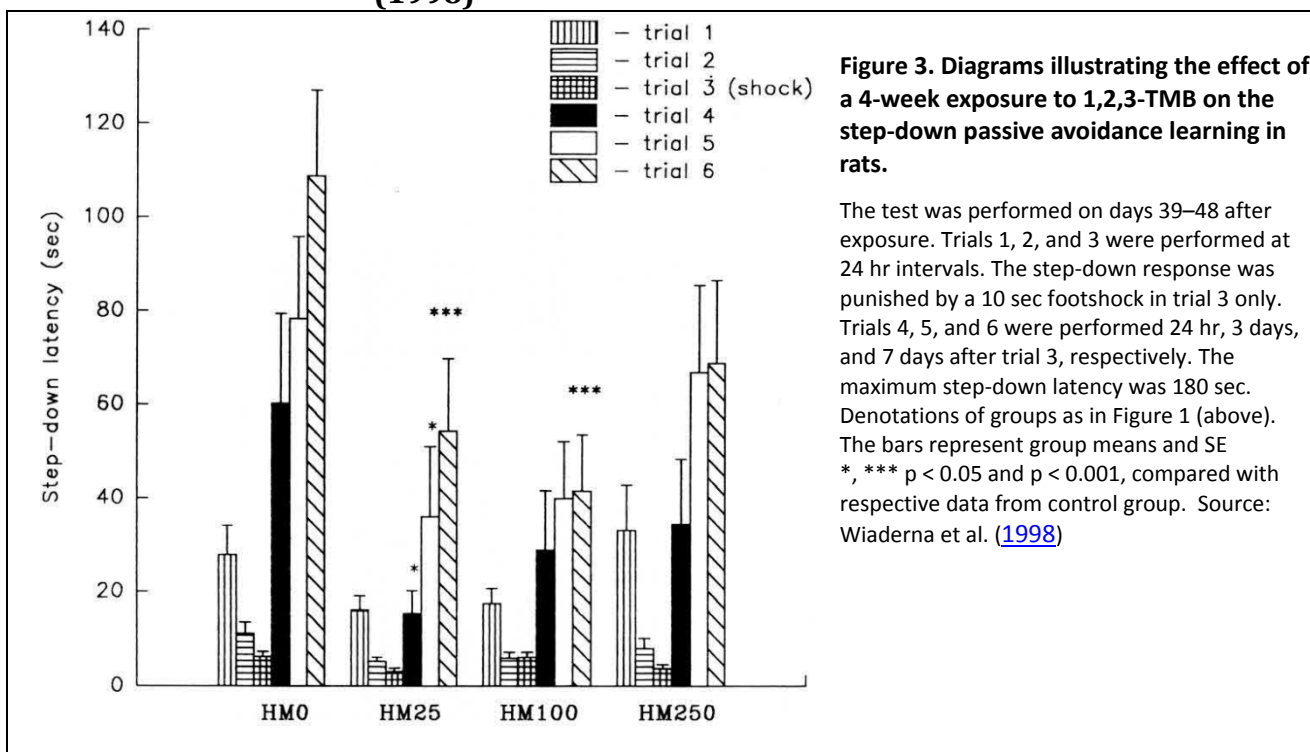 (1998)
140
120
100
80
60
40
20
0
Step-down latency (sec)
– trial 1
– trial 2
– trial 3 (shock)
– trial 4
– trial 5
– trial 6
***
*
*
***
HM0
HM25
HM100
HM250
Figure 3. Diagrams illustrating the effect of
a 4-week exposure to 1,2,3-TMB on the
step-down passive avoidance learning in
rats.
The test was performed on days 39–48 after
exposure. Trials 1, 2, and 3 were performed at
24 hr intervals. The step-down response was
punished by a 10 sec footshock in trial 3 only.
Trials 4, 5, and 6 were performed 24 hr, 3 days,
and 7 days after trial 3, respectively. The
maximum step-down latency was 180 sec.
Denotations of groups as in Figure 1 (above).
The bars represent group means and SE
*, *** p < 0.05 and p < 0.001, compared with
respective data from control group. Source:
Wiaderna et al. (1998)